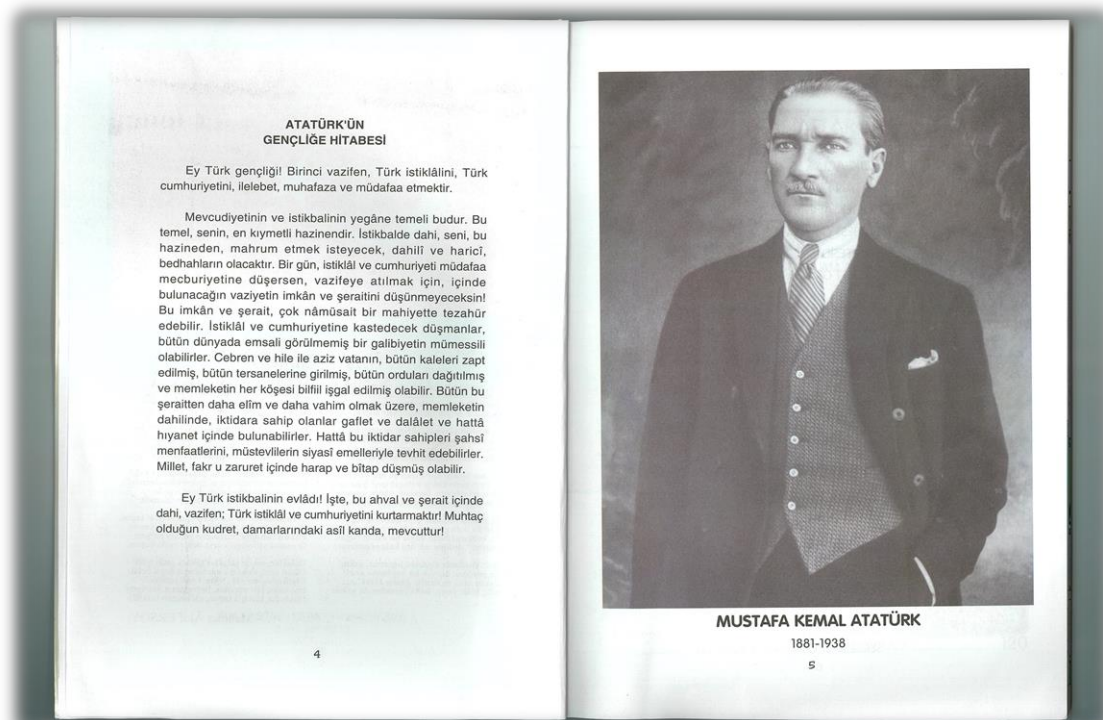 ATATÜRK'ÜN
GENÇLİĞE HİTABESİ
Ey Türk gençliği! Birinci vazifen, Türk istiklâlini, Türk
cumhuriyetini, ilelebet, muhafaza ve müdafaa etmektir.
Mevcudiyetinin ve istikbalinin yegâne temeli budur. Bu
temel, senin, en kıymetli hazinendir. İstikbalde dahi, seni, bu
hazineden, mahrum etmek isteyecek, dahilî ve haricî,
bedhahların olacaktır. Bir gün, istiklâl ve cumhuriyeti müdafaa
mecburiyetine düşersen, vazifeye atılmak için, içinde
bulunacağın vaziyetin imkân ve şeraitini düşünmeyeceksin!
Bu imkân ve şerait, çok nâmüsait bir mahiyette tezahür
edebilir. İstiklâl ve cumhuriyetine kastedecek düşmanlar,
bütün dünyada emsali görülmemiş bir galibiyetin mümessili
olabilirler. Cebren ve hile ile aziz vatanın, bütün kaleleri zapt
edilmiş, bütün tersanelerine girilmiş, bütün orduları dağıtılmış
ve memleketin her köşesi bilfiil işgal edilmiş olabilir. Bütün bu
şeraitten daha elîm ve daha vahim olmak üzere, memleketin
dahilinde, iktidara sahip olanlar gaflet ve dalâlet ve hattâ
hıyanet içinde bulunabilirler. Hattâ bu iktidar sahipleri şahsî
menfaatlerini, müstevlilerin siyasî emelleriyle tevhit edebilirler.
Millet, fakr u zaruret içinde harap ve bîtap düşmüş olabilir.
Ey Türk istikbalinin evlâdı! İşte, bu ahval ve şerait içinde
dahi, vazifen; Türk istiklâl ve cumhuriyetini kurtarmaktır! Muhtaç
olduğun kudret, damarlarındaki asîl kanda, mevcuttur!
4
MUSTAFA KEMAL ATATÜRK
1881-1938
5